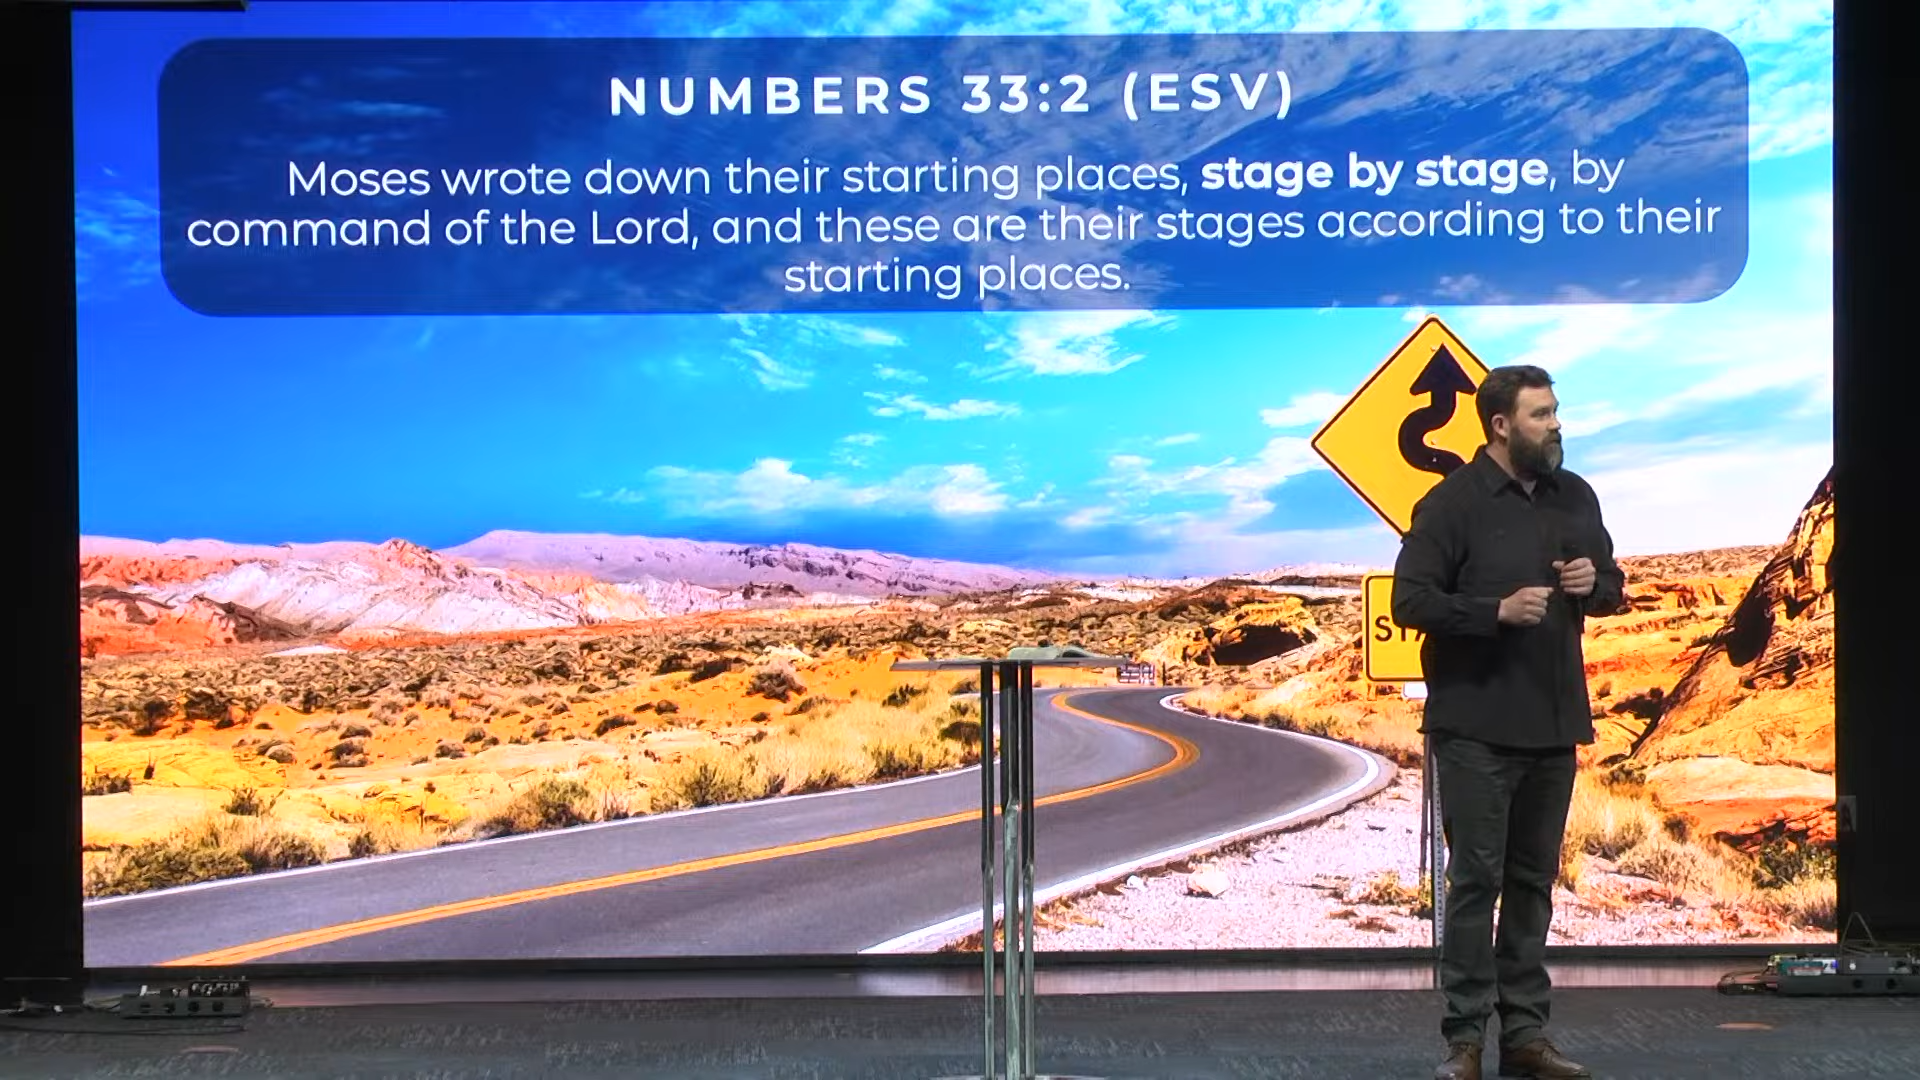 NUMBERS 33:2 (ESV)
Moses wrote down their starting places, stage by stage, by
command of the Lord, and these are their stages according to their
starting places.